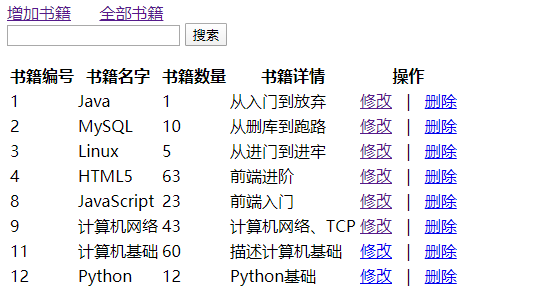 增加书籍 全部书籍
搜索
书籍编号 书籍名字 书籍数量 书籍详情 操作
1 Java 1 从入门到放弃 修改 | 删除
2 MySQL 10 从删库到跑路 修改 | 删除
3 Linux 5 从进门到进牢 修改 | 删除
4 HTML5 63 前端进阶 修改 | 删除
8 JavaScript 23 前端入门 修改 | 删除
9 计算机网络 43 计算机网络、TCP 修改 | 删除
11 计算机基础 60 描述计算机基础 修改 | 删除
12 Python 12 Python基础 修改 | 删除